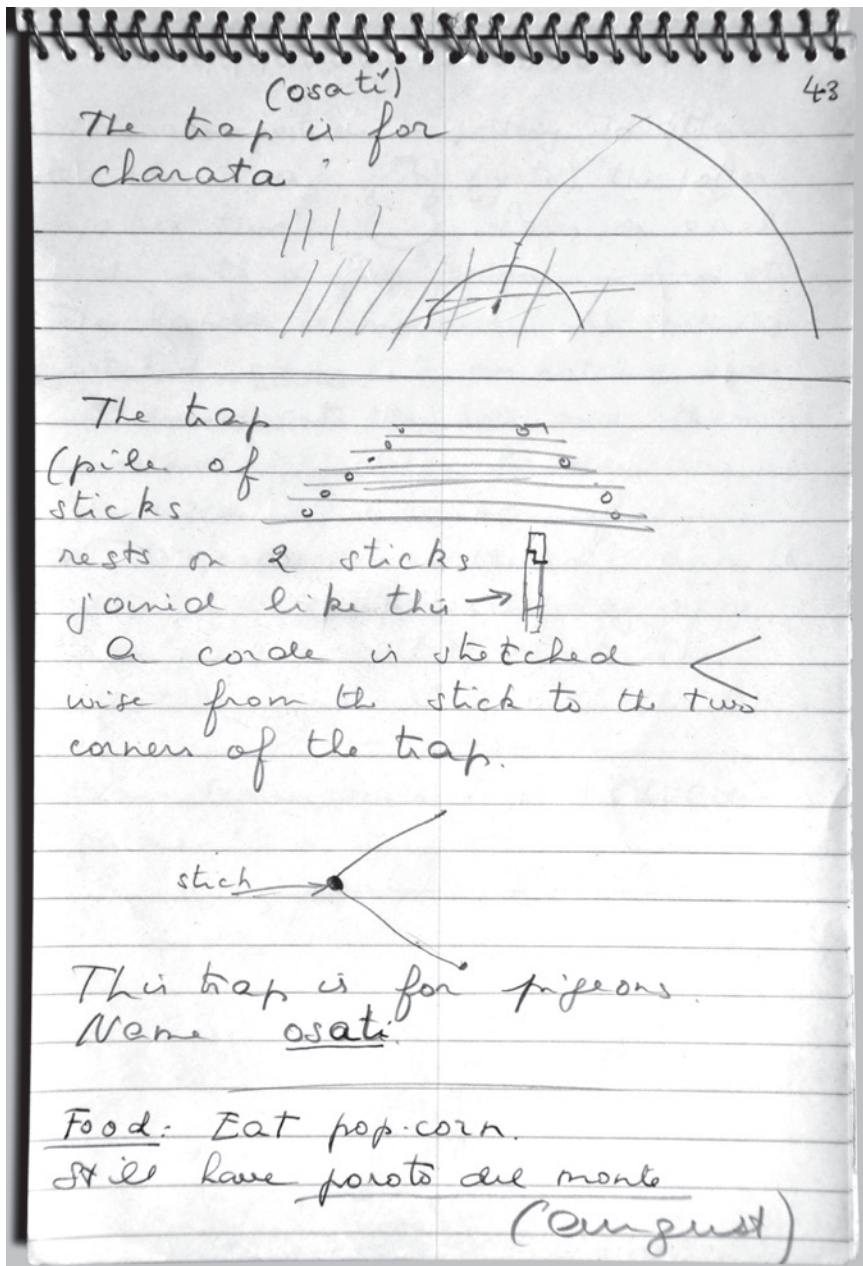 (osati)
43
The trap is for
charata
The trap
(pile of
sticks
rests on 2 sticks
joined like this →
A corde is stretched <
wise from the stick to the two
corners of the trap.
stick
This trap is for pigeons.
Name osati.
Food: Eat pop-corn.
Still have poroto del monte
(august)